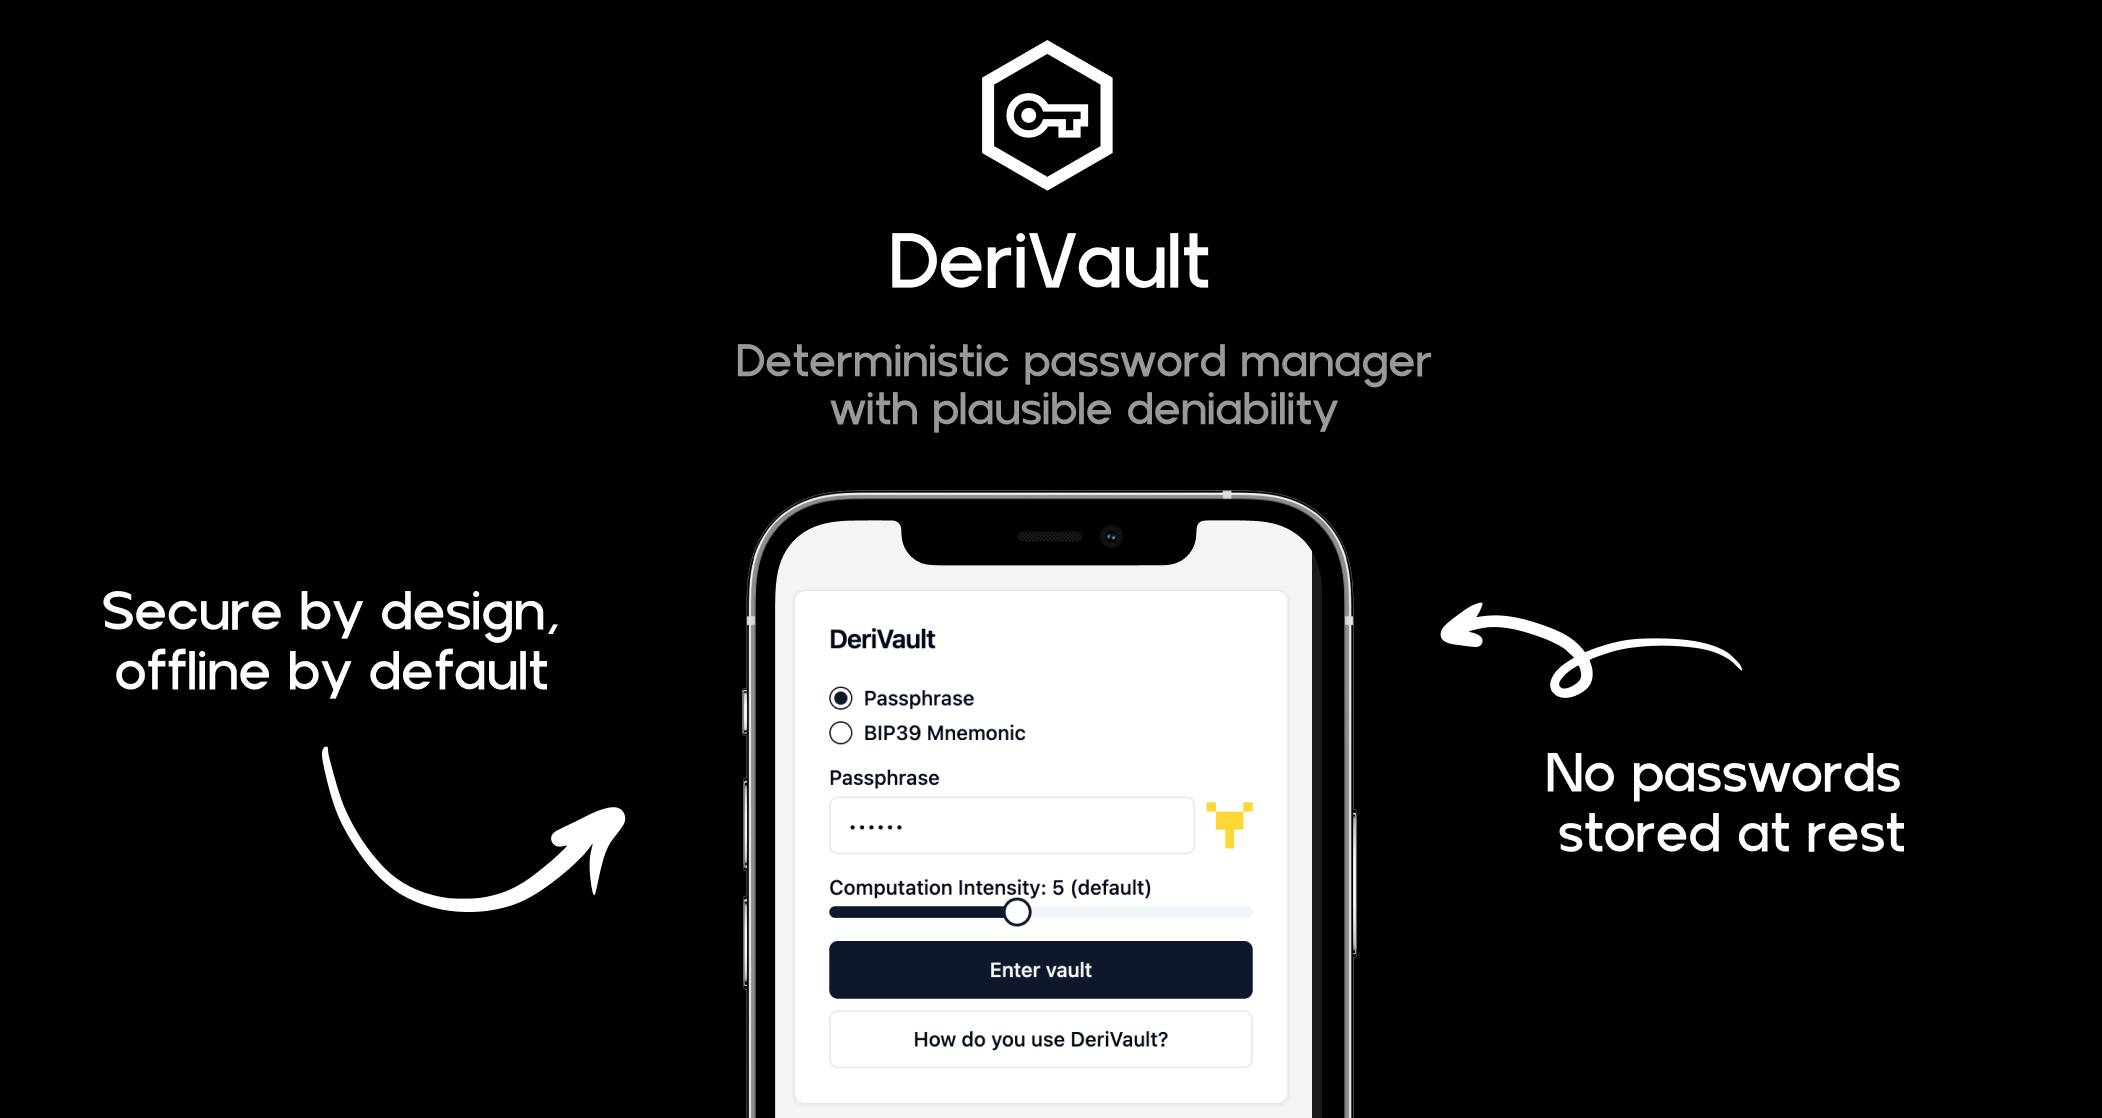 DeriVault
Deterministic password manager
with plausible deniability
Secure by design,
offline by default
No passwords
stored at rest
DeriVault
Passphrase
BIP39 Mnemonic
Passphrase
••••••
Computation Intensity: 5 (default)
Enter vault
How do you use DeriVault?